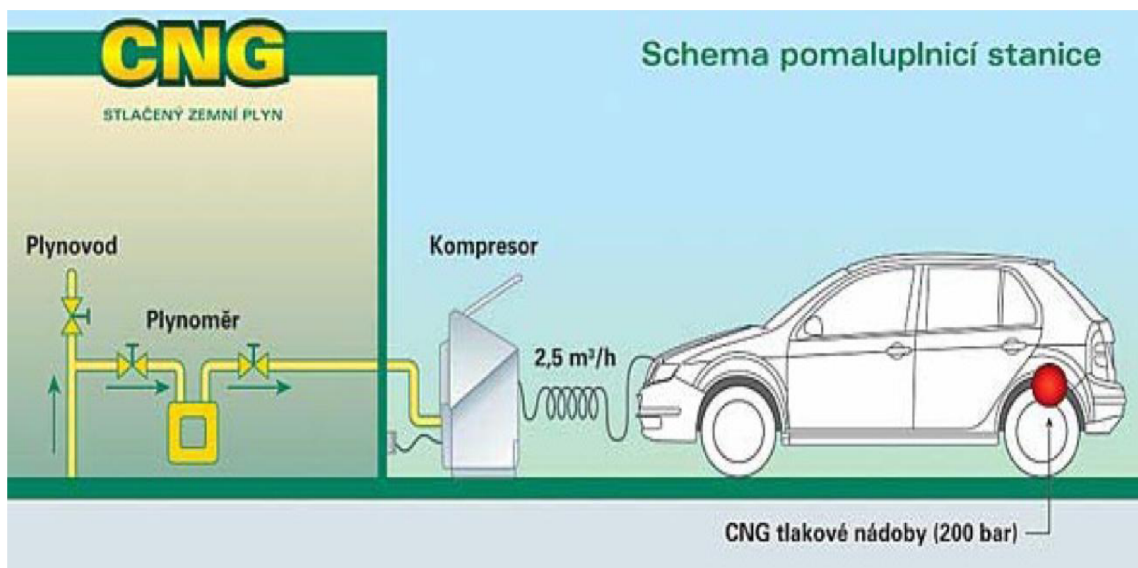 CNG
STLAČENÝ ZEMNÍ PLYN
Schema pomaluplnicí stanice
Plynovod
Plynoměr
Kompresor
2,5 m³/h
CNG tlakové nádoby (200 bar)